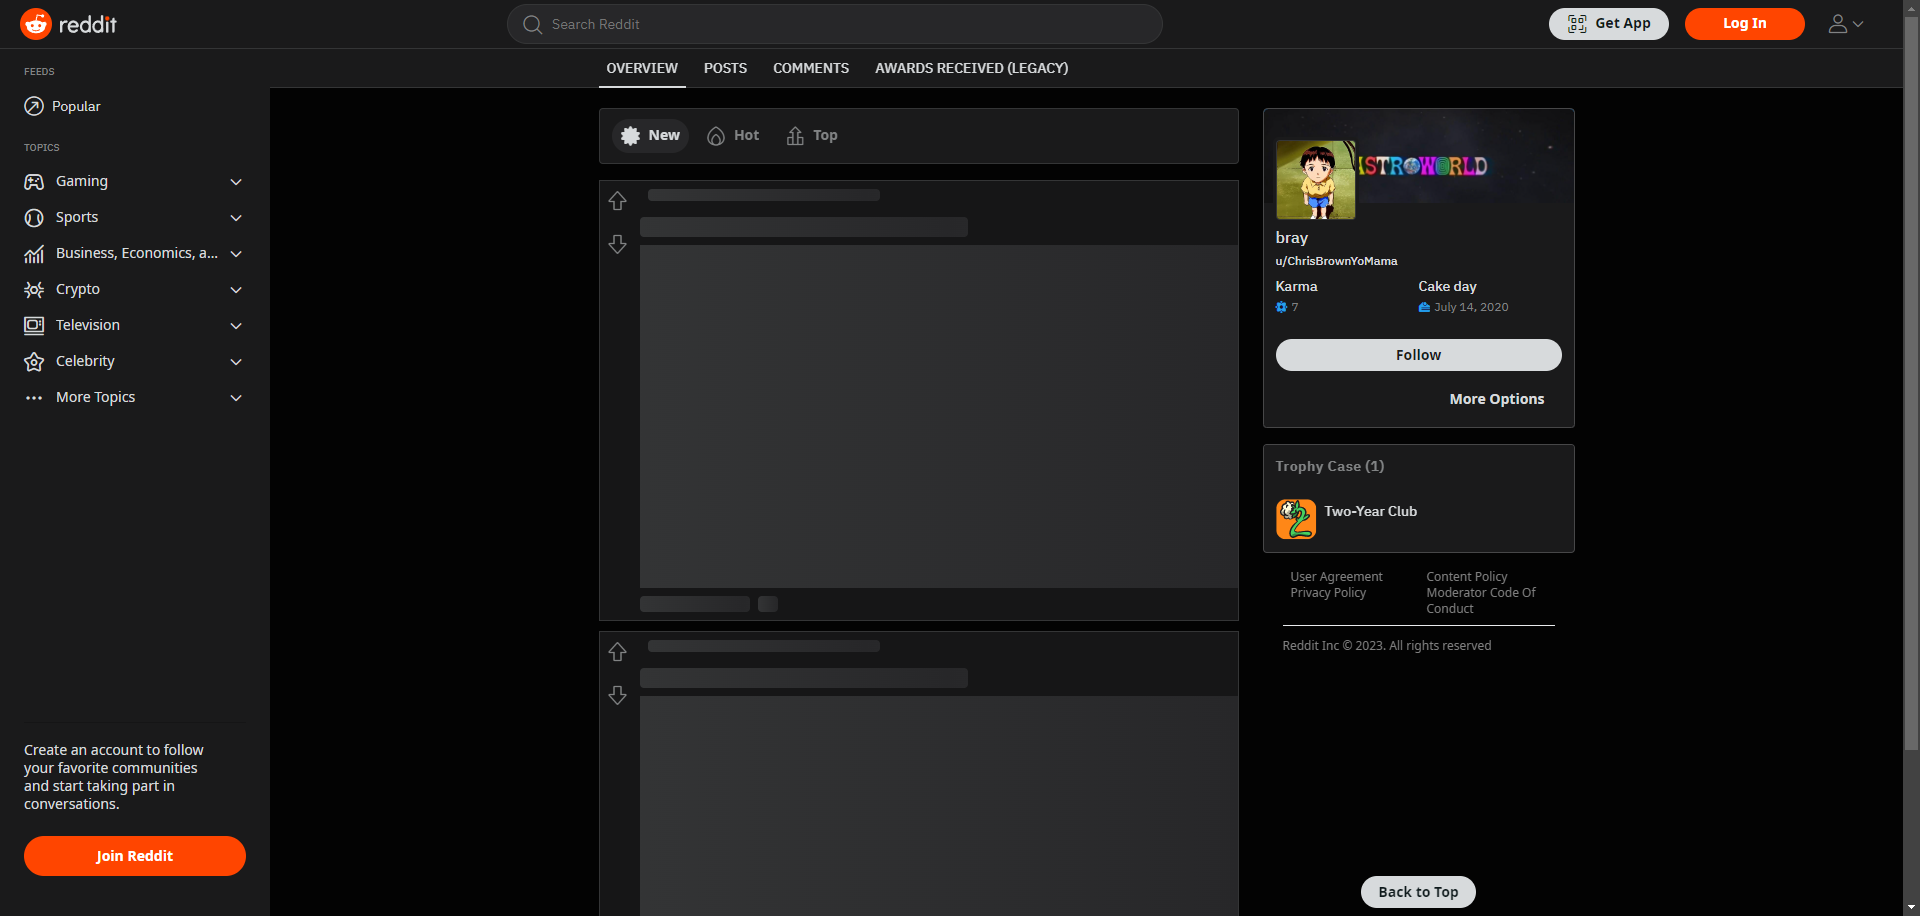 reddit
Search Reddit
Get App
Log In
FEEDS
Popular
TOPICS
Gaming
Sports
Business, Economics, a...
Crypto
Television
Celebrity
More Topics
Create an account to follow
your favorite communities
and start taking part in
conversations.
Join Reddit
OVERVIEW
POSTS
COMMENTS
AWARDS RECEIVED (LEGACY)
New
Hot
Top
ASTROWORLD
bray
u/ChrisBrownYoMama
Karma
Cake day
7
July 14, 2020
Follow
More Options
Trophy Case (1)
Two-Year Club
User Agreement
Privacy Policy
Content Policy
Moderator Code Of
Conduct
Reddit Inc © 2023. All rights reserved
Back to Top